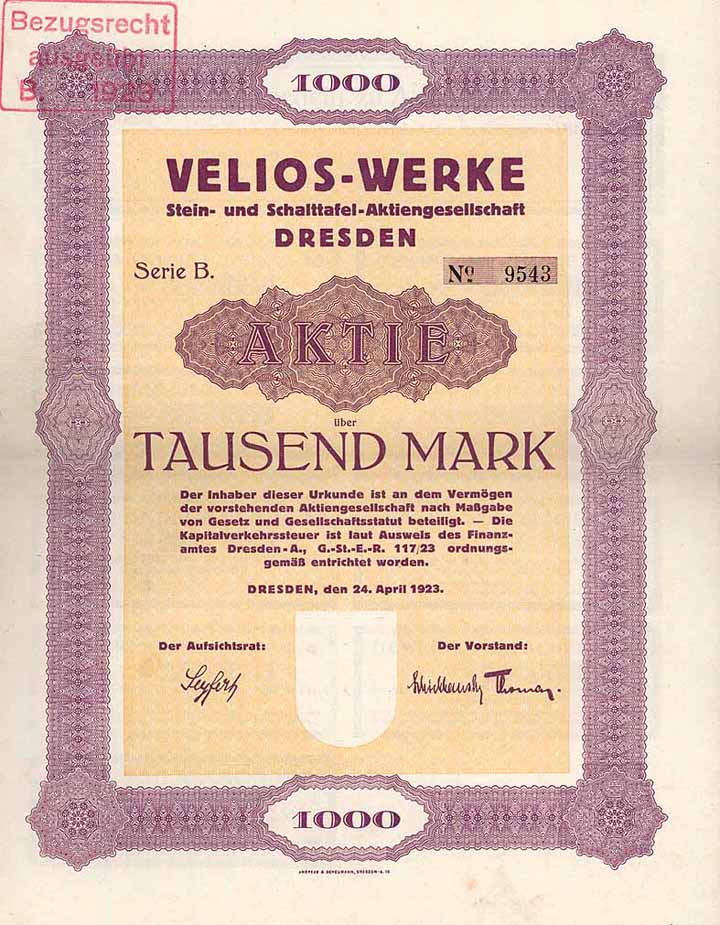 Bezugsrecht
ausgeübt
1923
1000
VELIOS-WERKE
Stein- und Schalttafel-Aktiengesellschaft
DRESDEN
Serie B.
Nº 9543
AKTIE
über
TAUSEND MARK
Der Inhaber dieser Urkunde ist an dem Vermögen
der vorstehenden Aktiengesellschaft nach Maßgabe
von Gesetz und Gesellschaftsstatut beteiligt. — Die
Kapitalverkehrssteuer ist laut Ausweis des Finanz-
amtes Dresden-A., G.-St.-E.-R. 117/23 ordnungs-
gemäß entrichtet worden.
DRESDEN, den 24. April 1923.
Der Aufsichtsrat:
Der Vorstand:
Seyfert
Thomas.
1000